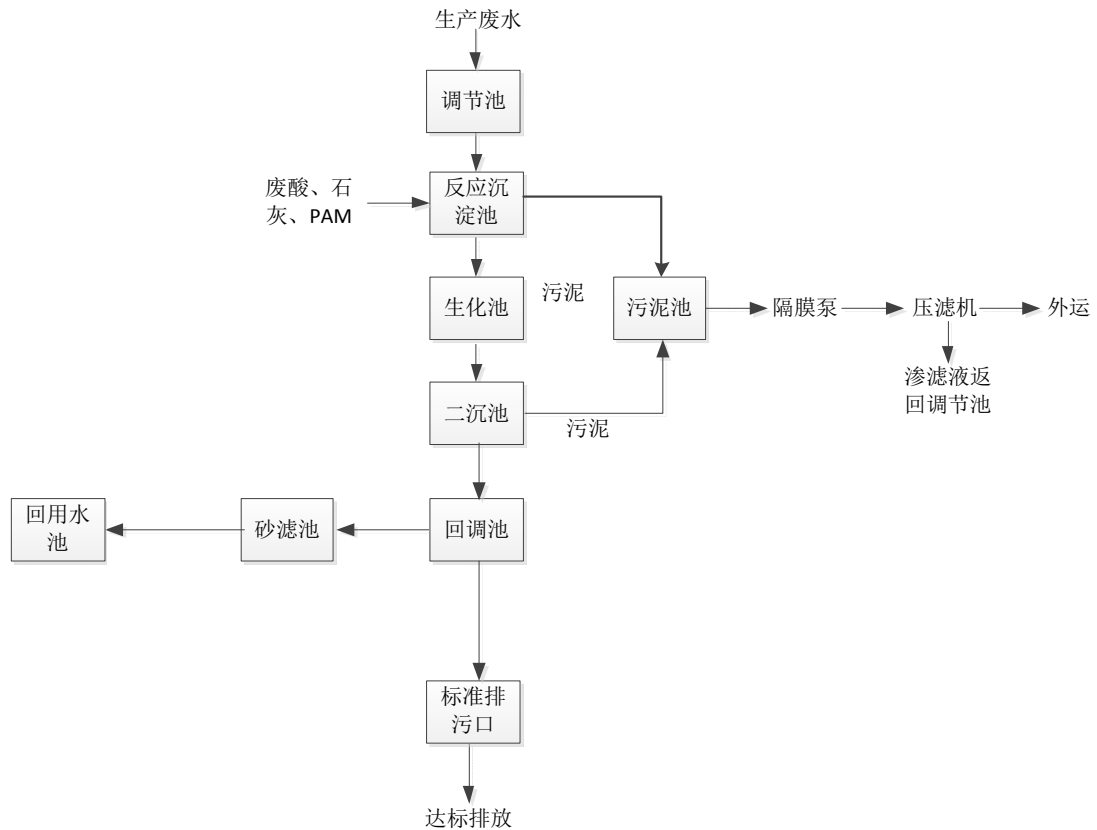 生产废水
调节池
废酸、石
灰、PAM
反应沉
淀池
生化池
污泥
污泥池
隔膜泵
压滤机
外运
渗滤液返
回调节池
二沉池
污泥
回用水
池
砂滤池
回调池
标准排
污口
达标排放